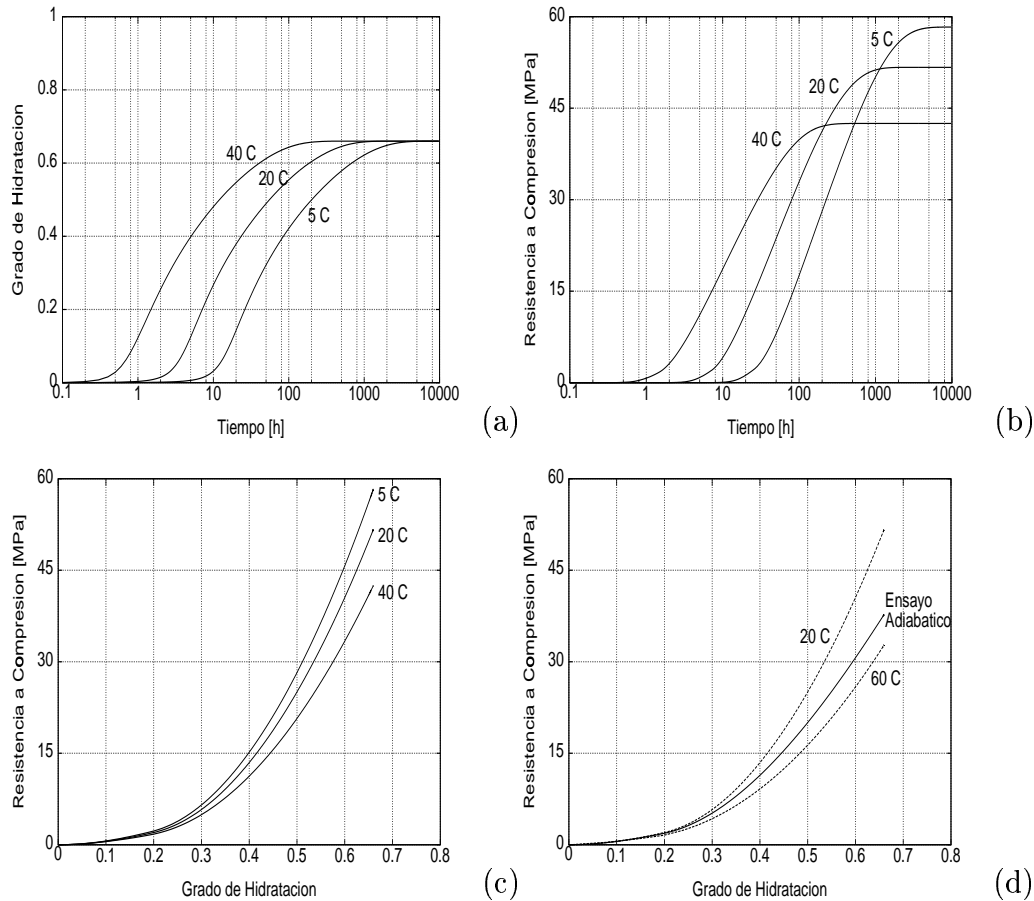 1
0.8
0.6
0.4
0.2
0
Grado de Hidratacion
40 C
20 C
5 C
0.1 1 10 100 1000 10000
Tiempo [h]
(a)
60
45
30
15
0
Resistencia a Compresion [MPa]
5 C
20 C
40 C
0.1 1 10 100 1000 10000
Tiempo [h]
(b)
60
45
30
15
0
Resistencia a Compresion [MPa]
5 C
20 C
40 C
0 0.1 0.2 0.3 0.4 0.5 0.6 0.7 0.8
Grado de Hidratacion
(c)
60
45
30
15
0
Resistencia a Compresion [MPa]
Ensayo
Adiabatico
20 C
60 C
0 0.1 0.2 0.3 0.4 0.5 0.6 0.7 0.8
Grado de Hidratacion
(d)